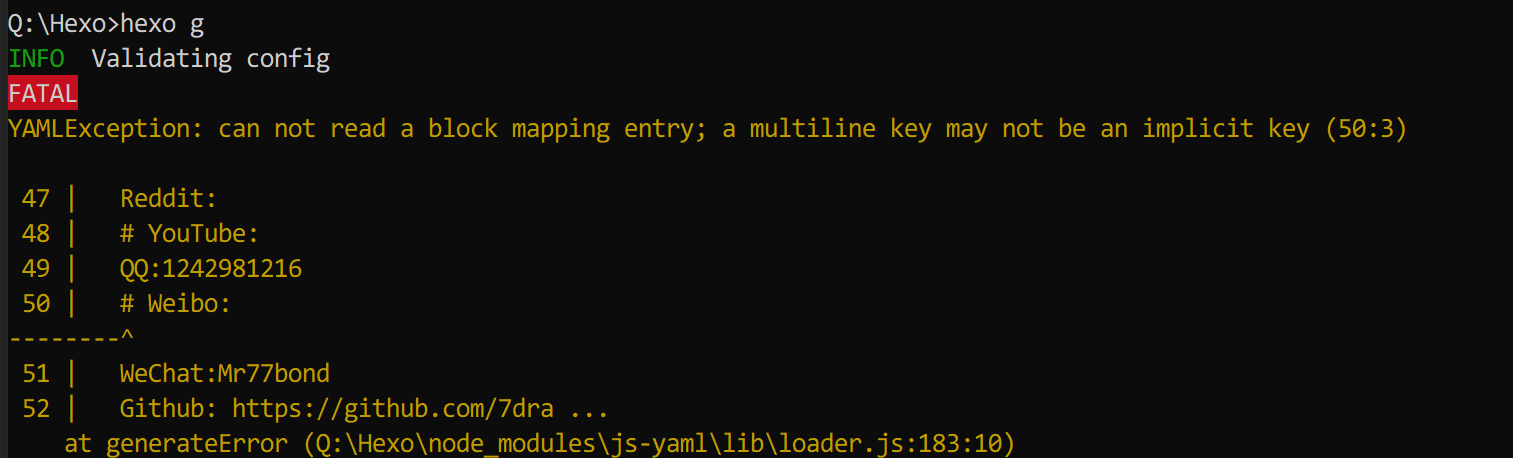 Q:\Hexo>hexo g
INFO  Validating config
FATAL
YAMLException: can not read a block mapping entry; a multiline key may not be an implicit key (50:3)
 47 |   Reddit:
 48 |   # YouTube:
 49 |   QQ:1242981216
 50 |   # Weibo:
--------^
 51 |   WeChat:Mr77bond
 52 |   Github: https://github.com/7dra ...
    at generateError (Q:\Hexo\node_modules\js-yaml\lib\loader.js:183:10)